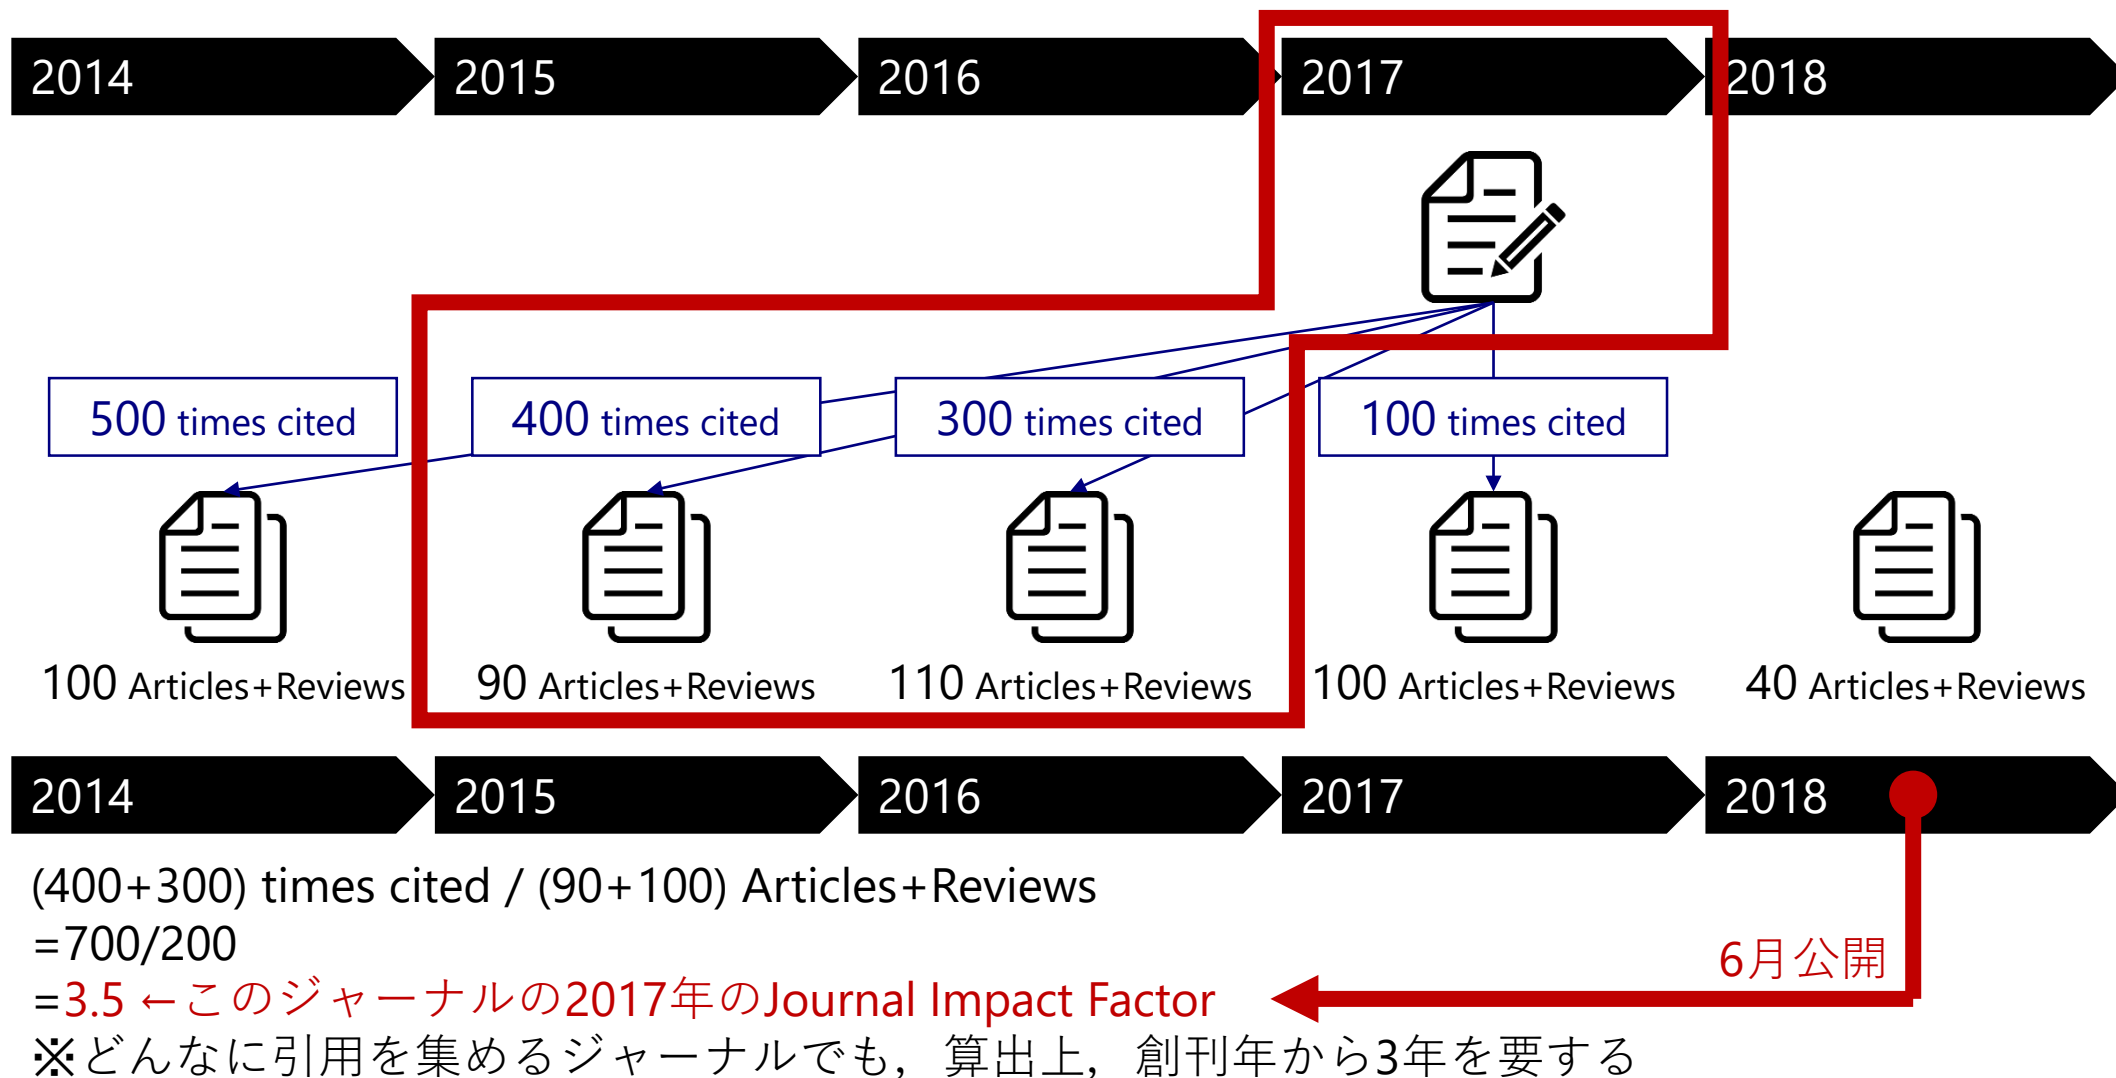 2014
2015
2016
2017
2018
500 times cited
400 times cited
300 times cited
100 times cited
100 Articles+Reviews
90 Articles+Reviews
110 Articles+Reviews
100 Articles+Reviews
40 Articles+Reviews
2014
2015
2016
2017
2018
(400+300) times cited / (90+100) Articles+Reviews
=700/200
6月公開
=3.5 ←このジャーナルの2017年のJournal Impact Factor
※どんなに引用を集めるジャーナルでも，算出上，創刊年から3年を要する